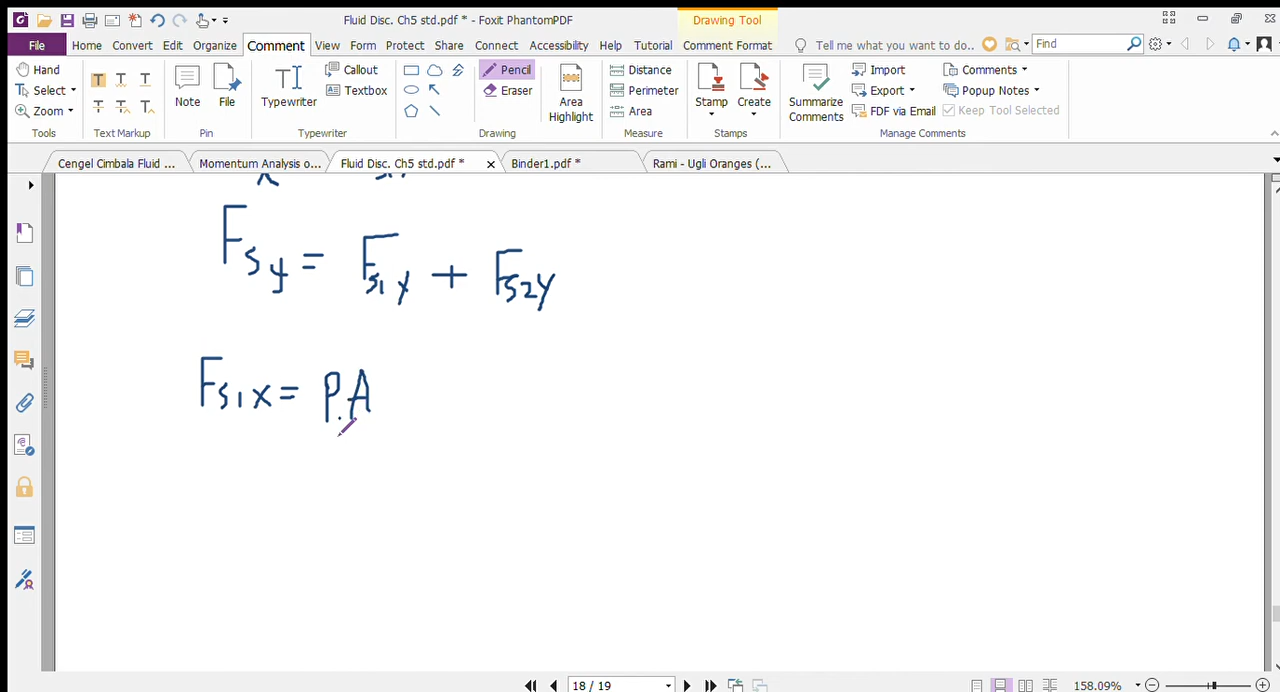 Fluid Disc. Ch5 std.pdf * - Foxit PhantomPDF
Drawing Tool
File Home Convert Edit Organize Comment View Form Protect Share Connect Accessibility Help Tutorial Comment Format Tell me what you want to do.. Find
Hand
Select
Zoom
Tools
Text Markup
Note
File
Pin
Typewriter
Callout
Textbox
Typewriter
Pencil
Eraser
Drawing
Area Highlight
Distance
Perimeter
Area
Measure
Stamp
Create
Stamps
Summarize Comments
Import
Export
FDF via Email
Comments
Popup Notes
Keep Tool Selected
Manage Comments
Cengel Cimbala Fluid ... Momentum Analysis o... Fluid Disc. Ch5 std.pdf * Binder1.pdf * Rami - Ugli Oranges (...
Fsy = Fs1y + Fs2y
Fs1x = P.A
18 / 19 158.09%